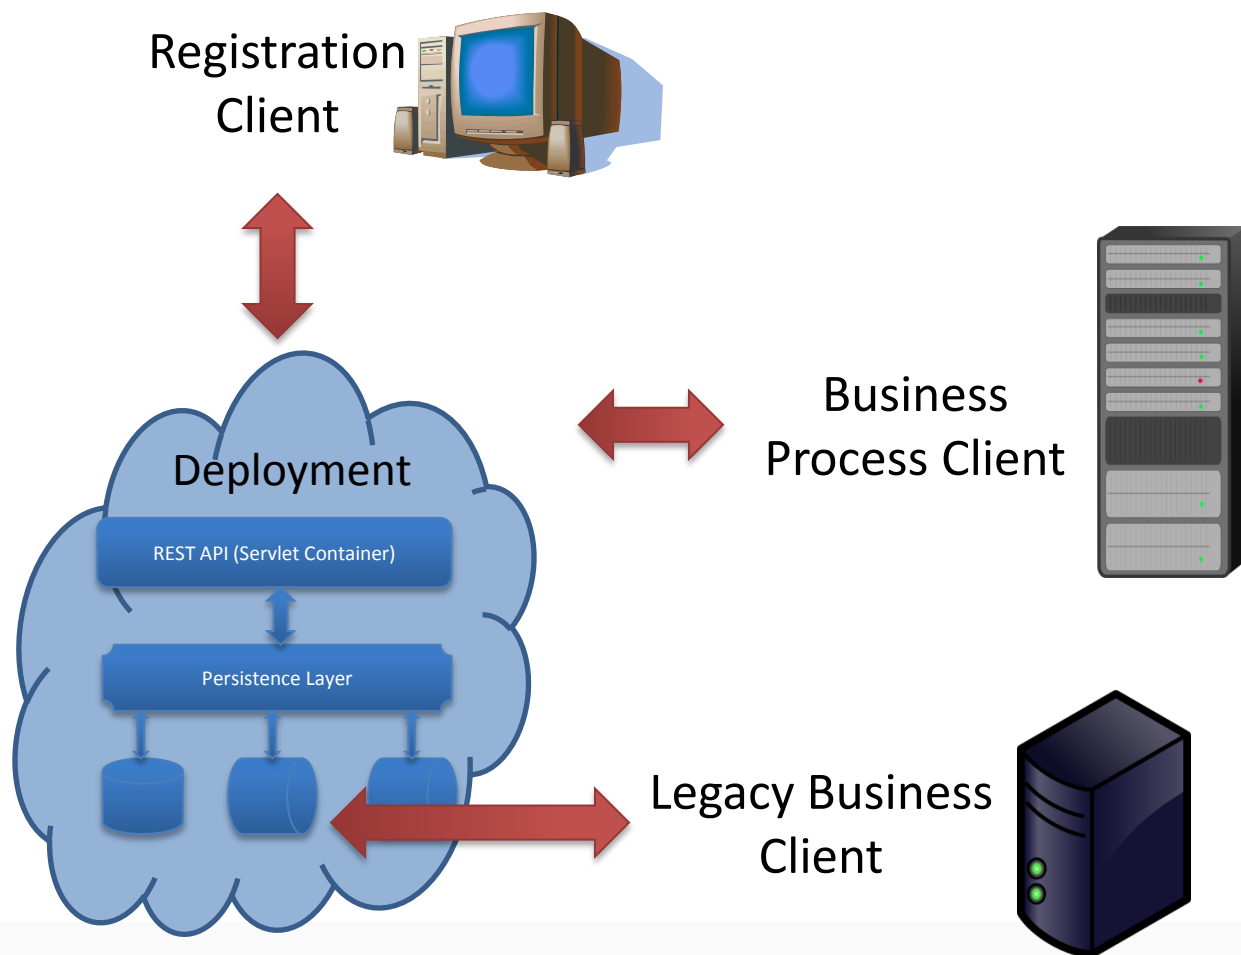 Registration
Client
Business
Process Client
Deployment
REST API (Servlet Container)
Persistence Layer
Legacy Business
Client